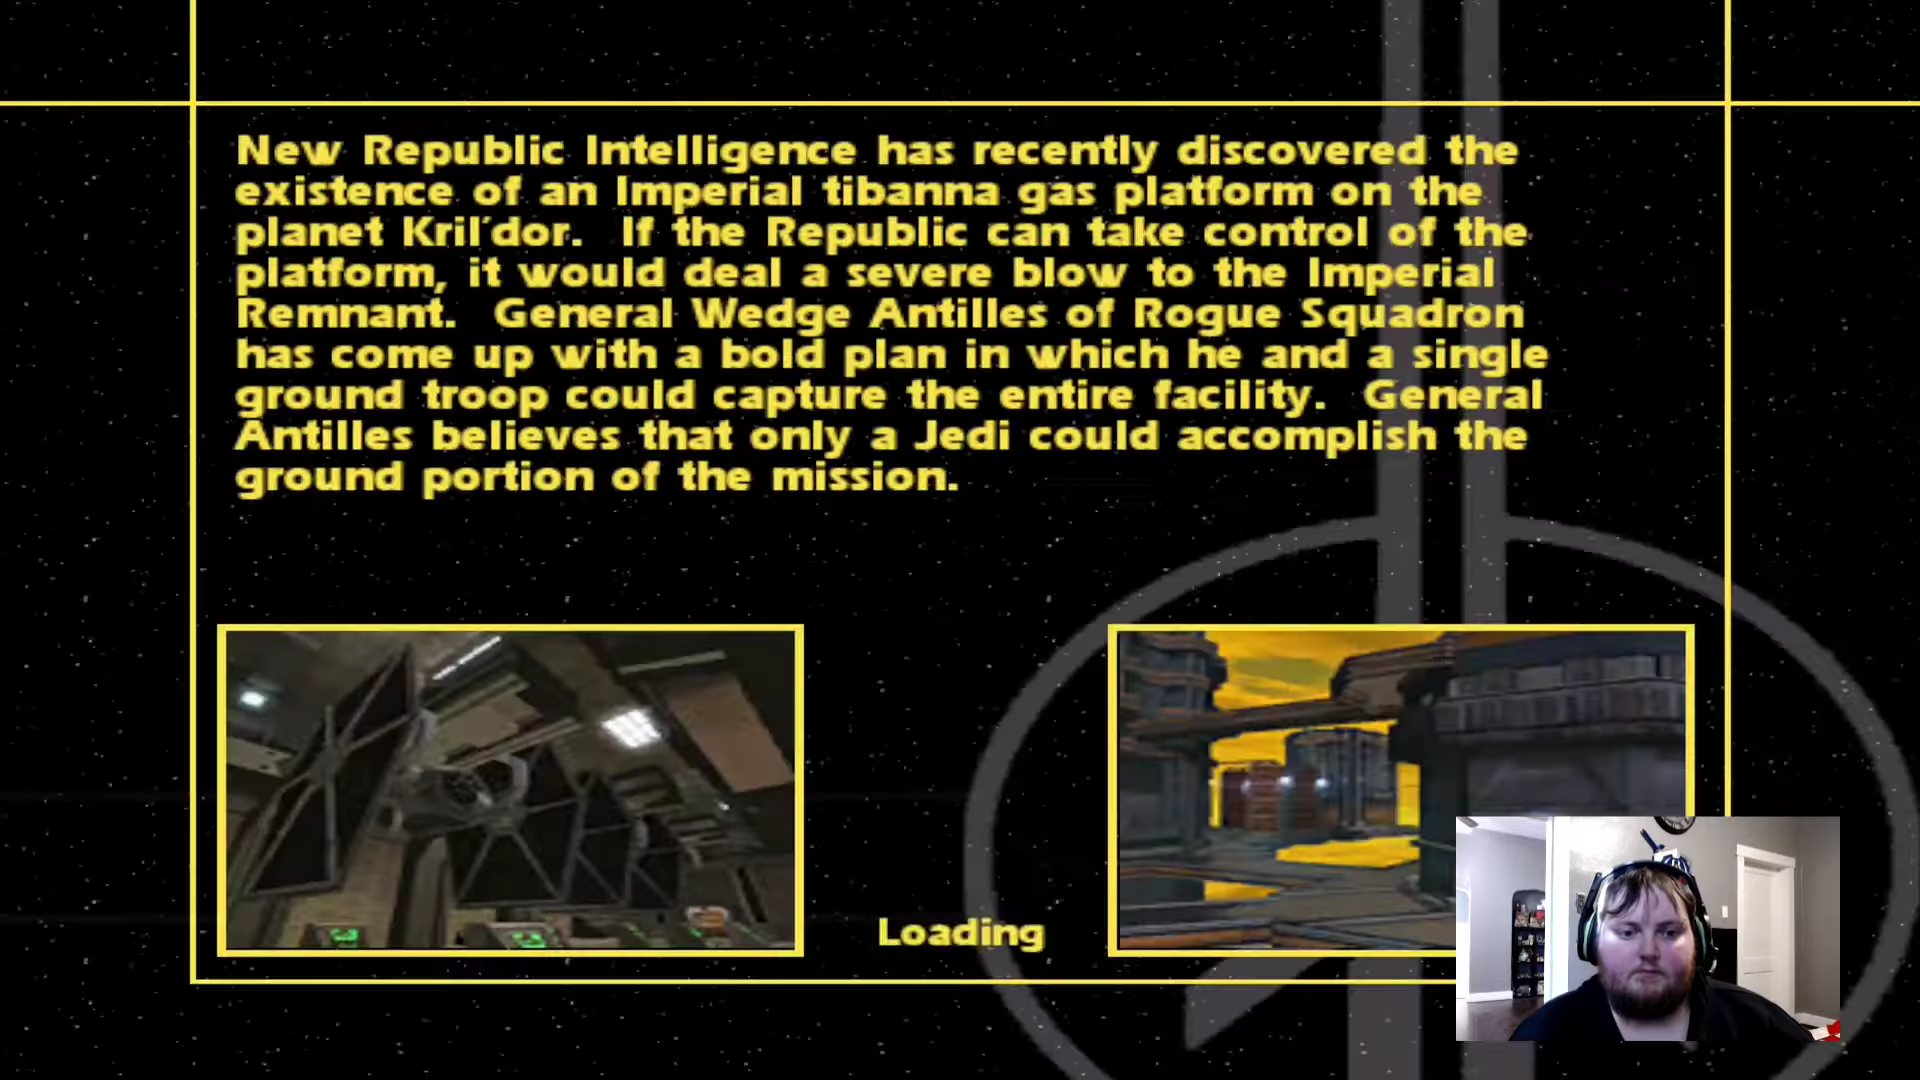 New Republic Intelligence has recently discovered the
existence of an Imperial tibanna gas platform on the
planet Kril'dor.  If the Republic can take control of the
platform, it would deal a severe blow to the Imperial
Remnant.  General Wedge Antilles of Rogue Squadron
has come up with a bold plan in which he and a single
ground troop could capture the entire facility.  General
Antilles believes that only a Jedi could accomplish the
ground portion of the mission.
Loading